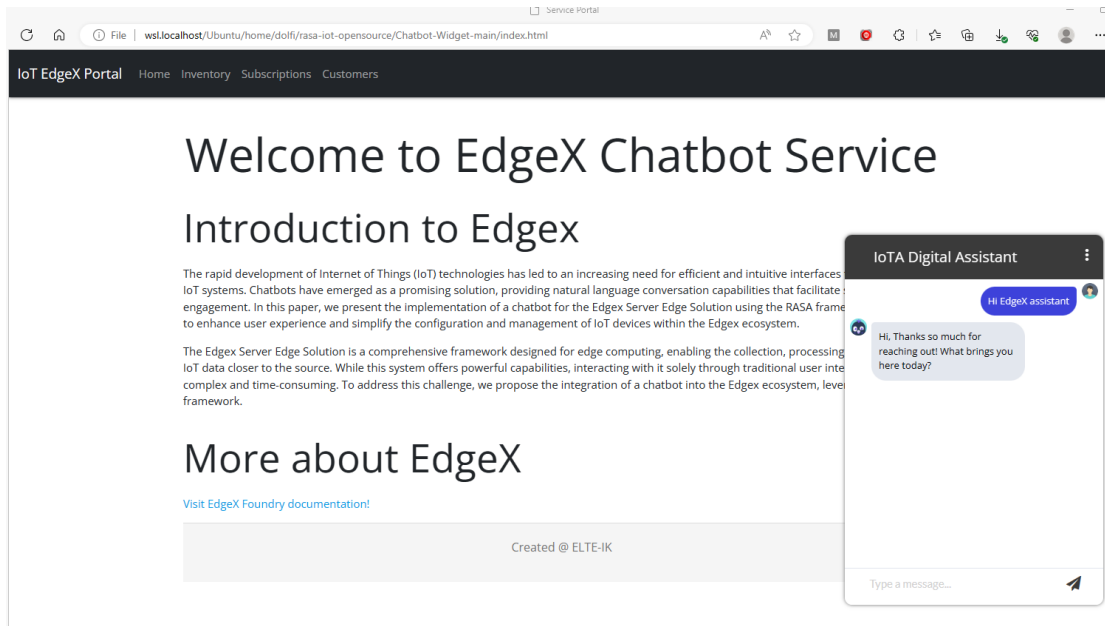 Service Portal
File wsl.localhost/Ubuntu/home/dolfi/rasa-iot-opensource/Chatbot-Widget-main/index.html
IoT EdgeX Portal Home Inventory Subscriptions Customers
Welcome to EdgeX Chatbot Service
Introduction to Edgex
The rapid development of Internet of Things (IoT) technologies has led to an increasing need for efficient and intuitive interfaces
IoT systems. Chatbots have emerged as a promising solution, providing natural language conversation capabilities that facilitate
engagement. In this paper, we present the implementation of a chatbot for the Edgex Server Edge Solution using the RASA frame
to enhance user experience and simplify the configuration and management of IoT devices within the Edgex ecosystem.
The Edgex Server Edge Solution is a comprehensive framework designed for edge computing, enabling the collection, processing
IoT data closer to the source. While this system offers powerful capabilities, interacting with it solely through traditional user inte
complex and time-consuming. To address this challenge, we propose the integration of a chatbot into the Edgex ecosystem, leve
framework.
More about EdgeX
Visit EdgeX Foundry documentation!
Created @ ELTE-IK
IoTA Digital Assistant
Hi EdgeX assistant
Hi, Thanks so much for
reaching out! What brings you
here today?
Type a message...